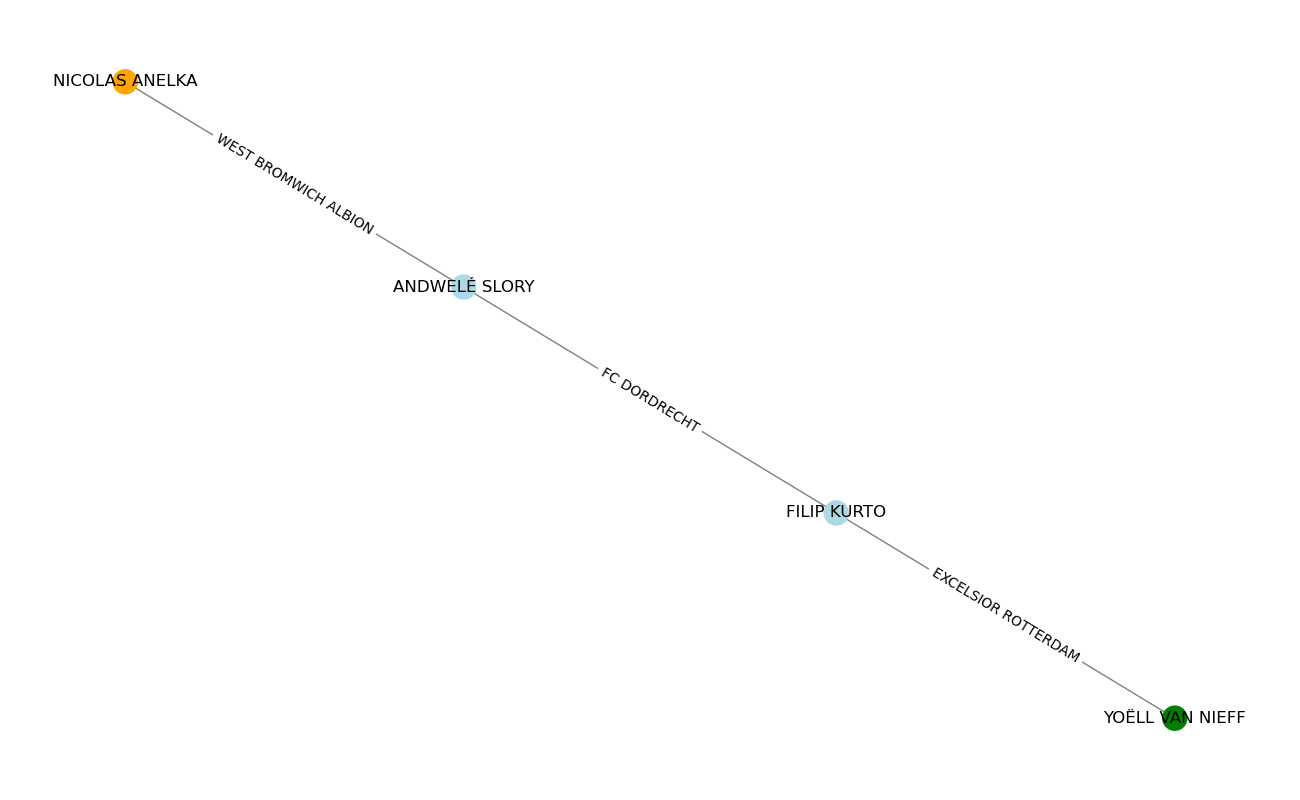 NICOLAS ANELKA
WEST BROMWICH ALBION
ANDWELÉ SLORY
FC DORDRECHT
FILIP KURTO
EXCELSIOR ROTTERDAM
YOËLL VAN NIEFF